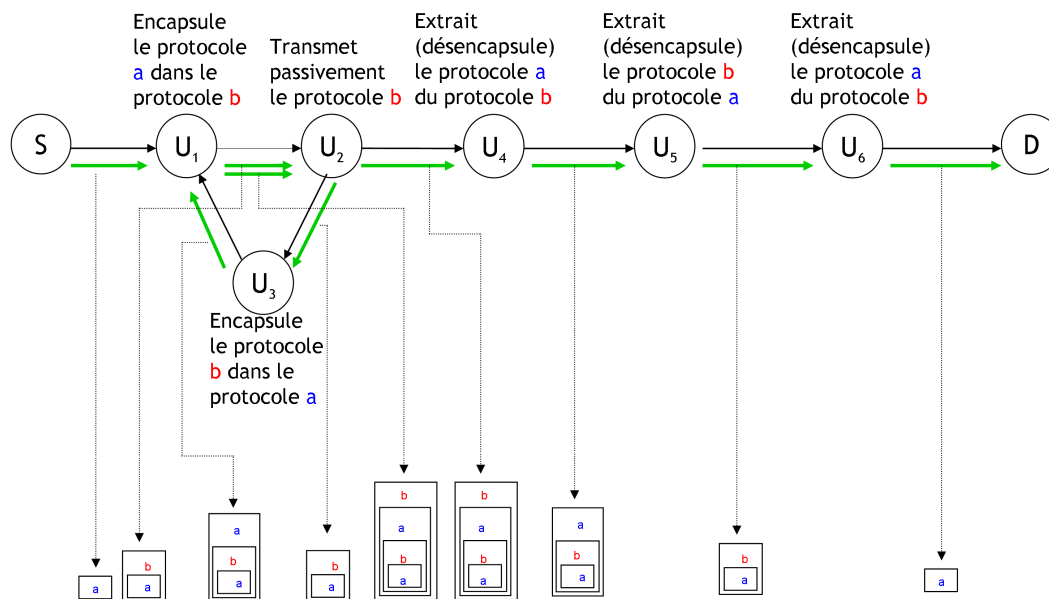 Encapsule
le protocole
a dans le
protocole b
Transmet
passivement
le protocole b
Extrait
(désencapsule)
le protocole a
du protocole b
Extrait
(désencapsule)
le protocole b
du protocole a
Extrait
(désencapsule)
le protocole a
du protocole b
S
U1
U2
U4
U5
U6
D
U3
Encapsule
le protocole
b dans le
protocole a
a
b
a
a
b
a
b
a
b
a
b
a
b
a
b
a
a
b
a
b
a
a